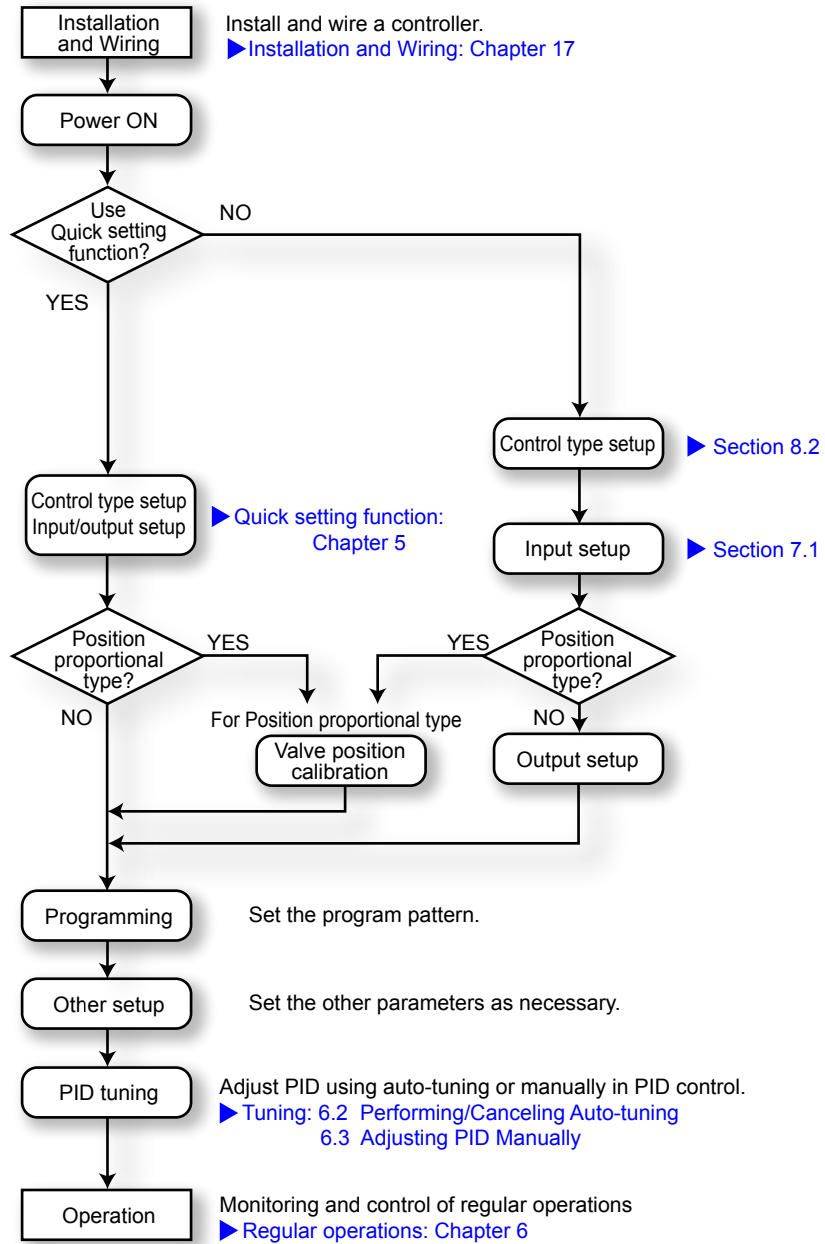 Installation
and Wiring
Install and wire a controller.
▶Installation and Wiring: Chapter 17
Power ON
Use
Quick setting
function?
NO
YES
Control type setup
▶ Section 8.2
Control type setup
Input/output setup
▶Quick setting function:
Chapter 5
Input setup
▶ Section 7.1
Position
proportional
type?
YES
YES
Position
proportional
type?
NO
For Position proportional type
NO
Valve position
calibration
Output setup
Programming
Set the program pattern.
Other setup
Set the other parameters as necessary.
PID tuning
Adjust PID using auto-tuning or manually in PID control.
▶Tuning: 6.2 Performing/Canceling Auto-tuning
6.3 Adjusting PID Manually
Operation
Monitoring and control of regular operations
▶Regular operations: Chapter 6